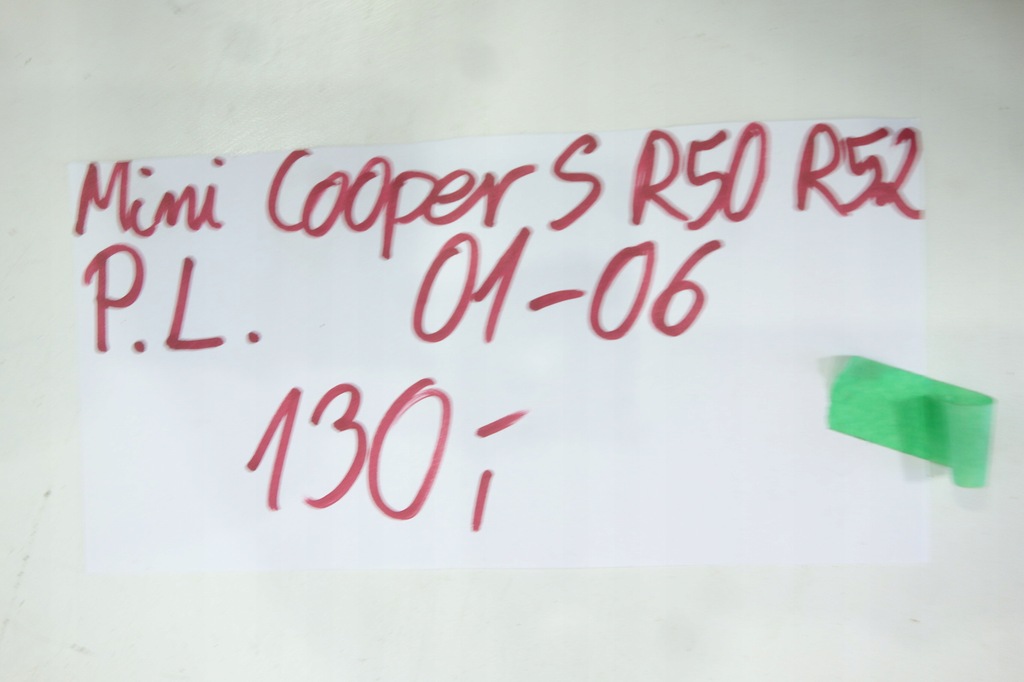 Mini Cooper S R50 R52
P.L. 01-06
130,-